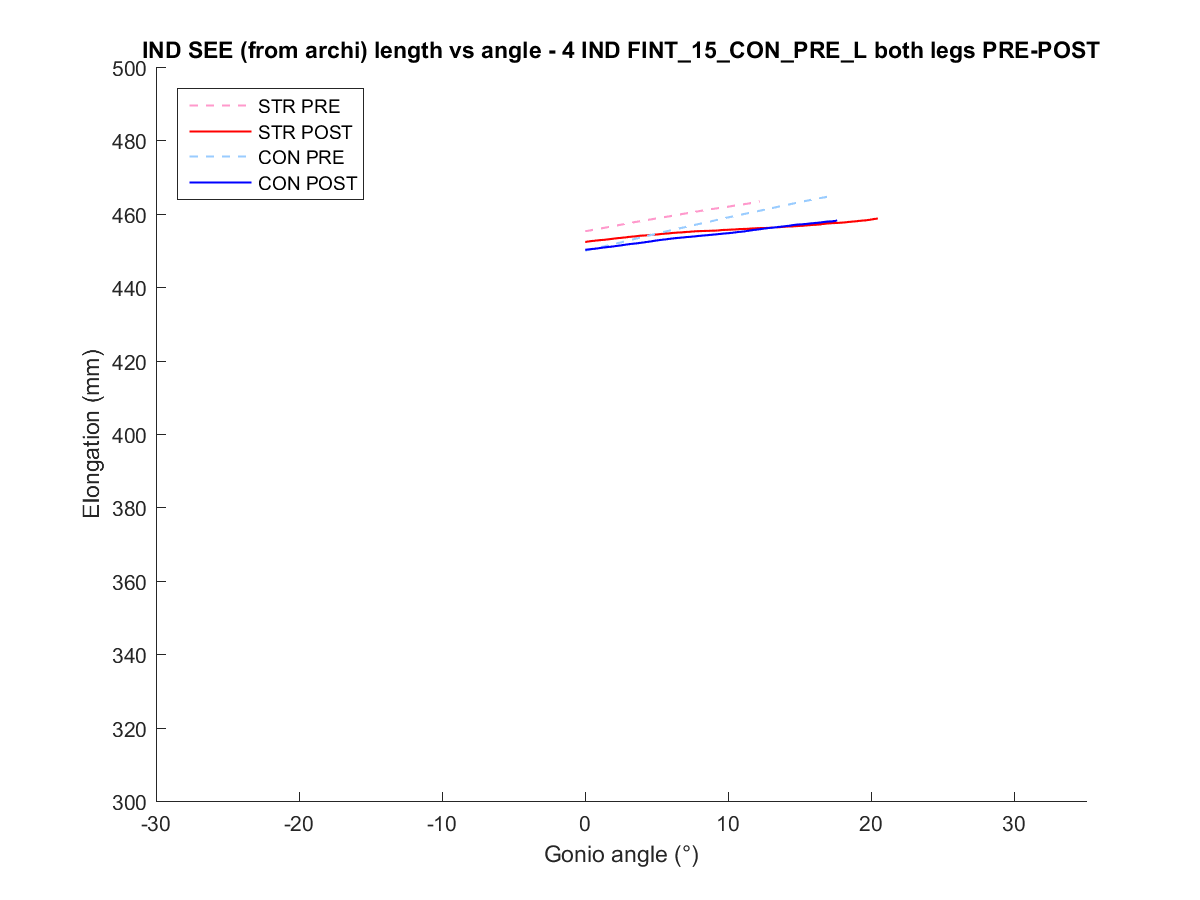 IND SEE (from archi) length vs angle - 4 IND FINT_15_CON_PRE_L both legs PRE-POST
500
480
460
440
420
400
380
360
340
320
300
Elongation (mm)
STR PRE
STR POST
CON PRE
CON POST
-30
-20
-10
0
10
20
30
Gonio angle (°)